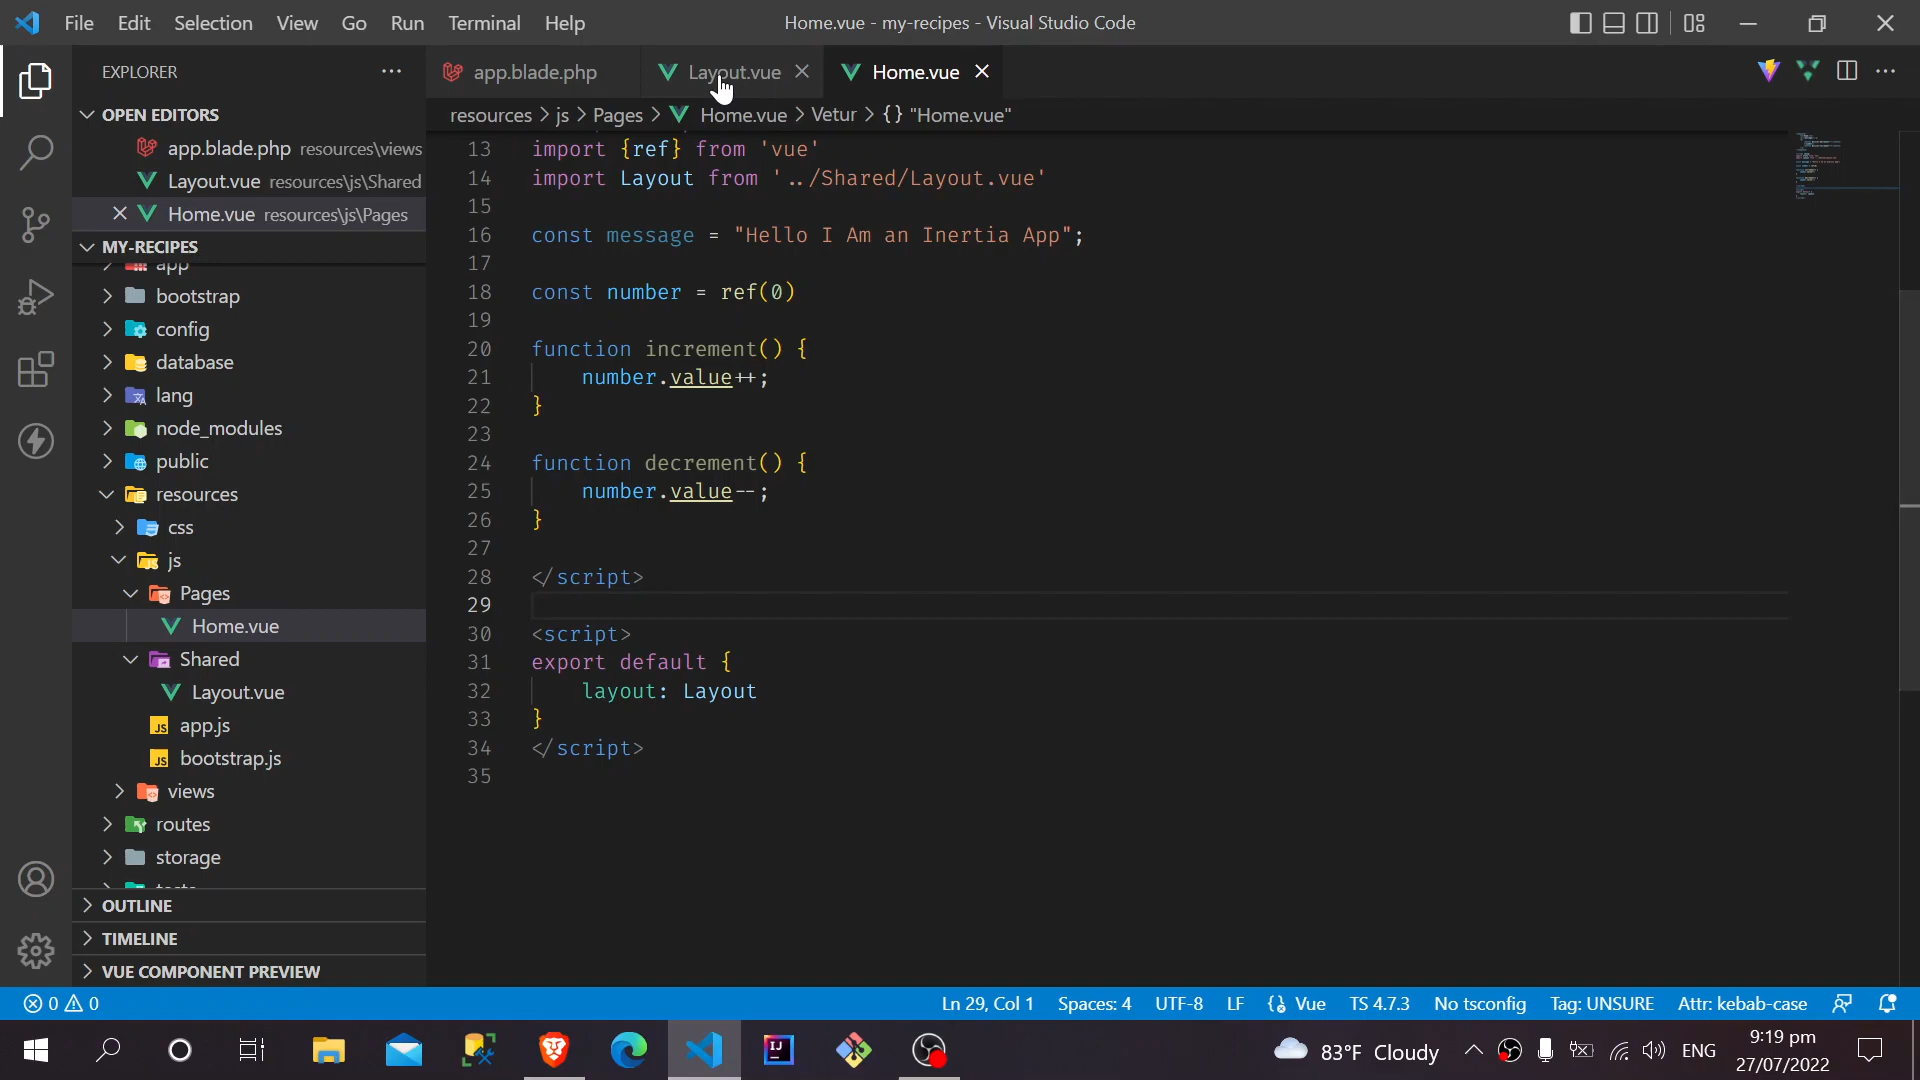 File Edit Selection View Go Run Terminal Help
Home.vue - my-recipes - Visual Studio Code
EXPLORER
app.blade.php
Layout.vue
Home.vue
resources > js > Pages > Home.vue > Vetur > {} "Home.vue"
OPEN EDITORS
app.blade.php resources\views
Layout.vue resources\js\Shared
Home.vue resources\js\Pages
MY-RECIPES
app
bootstrap
config
database
lang
node_modules
public
resources
css
js
Pages
Home.vue
Shared
Layout.vue
JS app.js
JS bootstrap.js
views
routes
storage
tests
OUTLINE
TIMELINE
VUE COMPONENT PREVIEW
13 import {ref} from 'vue'
14 import Layout from '../Shared/Layout.vue'
15
16 const message = "Hello I Am an Inertia App";
17
18 const number = ref(0)
19
20 function increment() {
21 number.value++;
22 }
23
24 function decrement() {
25 number.value--;
26 }
27
28 </script>
29
30 <script>
31 export default {
32 layout: Layout
33 }
34 </script>
35
0 0
Ln 29, Col 1 Spaces: 4 UTF-8 LF {} Vue TS 4.7.3 No tsconfig Tag: UNSURE Attr: kebab-case
IJ
83°F Cloudy
ENG
9:19 pm
27/07/2022